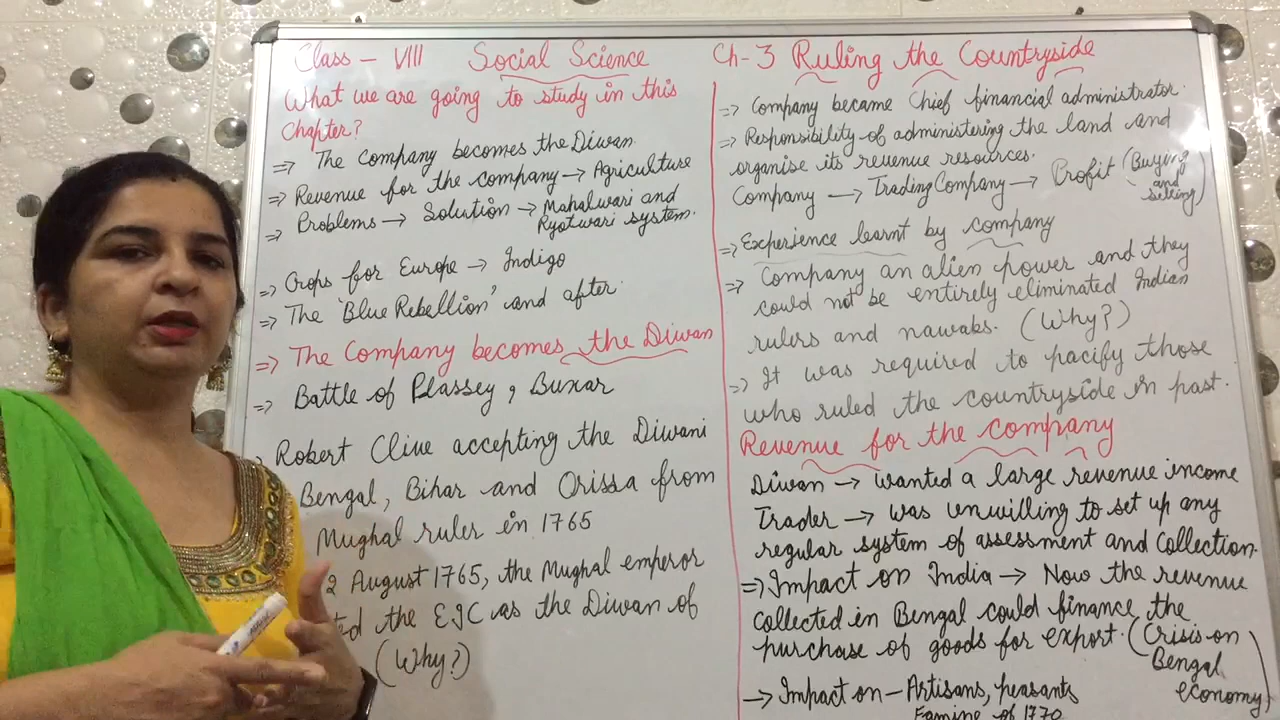 Class – VIII Social Science
What we are going to study in this
Chapter?
=> The Company becomes the Diwan
=> Revenue for the company → Agriculture
=> Problems → Solution → Mahalwari and
Ryotwari system.
=> Crops for Europe → Indigo
=> The 'Blue Rebellion' and after.
=> The Company becomes the Diwan
=> Battle of Plassey, Buxar
Robert Clive accepting the Diwani
Bengal, Bihar and Orissa from
Mughal ruler in 1765
2 August 1765, the Mughal emperor
ted the EIC as the Diwan of
(Why?)
Ch-3 Ruling the Countryside
=> Company became Chief financial administrator.
=> Responsibility of administering the land and
organise its revenue resources.
Company → Trading Company → Profit (Buying
and
selling)
=> Experience learnt by company
=> Company an alien power and they
could not be entirely eliminated Indian
rulers and nawabs. (Why?)
=> It was required to pacify those
who ruled the countryside in past.
Revenue for the company
Diwan → wanted a large revenue income
Trader → was unwilling to set up any
regular system of assessment and collection.
=> Impact on India → Now the revenue
collected in Bengal could finance the
purchase of goods for export. (Crisis on
Bengal
economy)
→ Impact on – Artisans, peasants
Famine of 1770